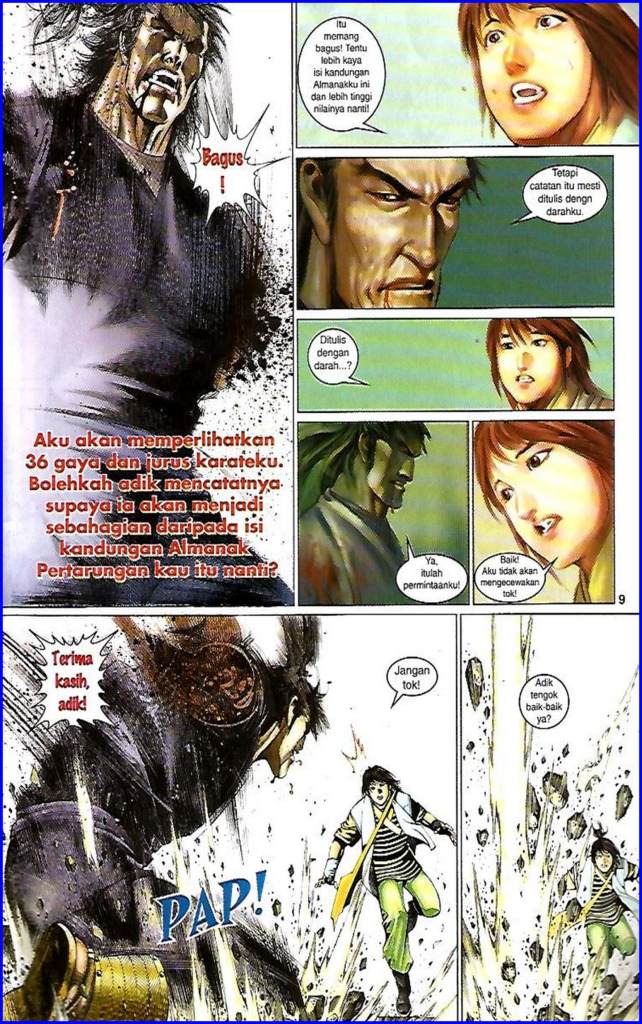 Bagus
!
Aku akan memperlihatkan
36 gaya dan jurus karateku.
Bolehkah adik mencatatnya
supaya ia akan menjadi
sebahagian daripada isi
kandungan Almanak
Pertarungan kau itu nanti?
Itu
memang
bagus! Tentu
lebih kaya
isi kandungan
Almanakku ini
dan lebih tinggi
nilainya nanti!
Tetapi
catatan itu mesti
ditulis dengn
darahku.
Ditulis
dengan
darah...?
Ya,
itulah
permintaanku!
Baik!
Aku tidak akan
mengecewakan
tok!
9
Terima
kasih,
adik!
PAP!
Jangan
tok!
Adik
tengok
baik-baik
ya?